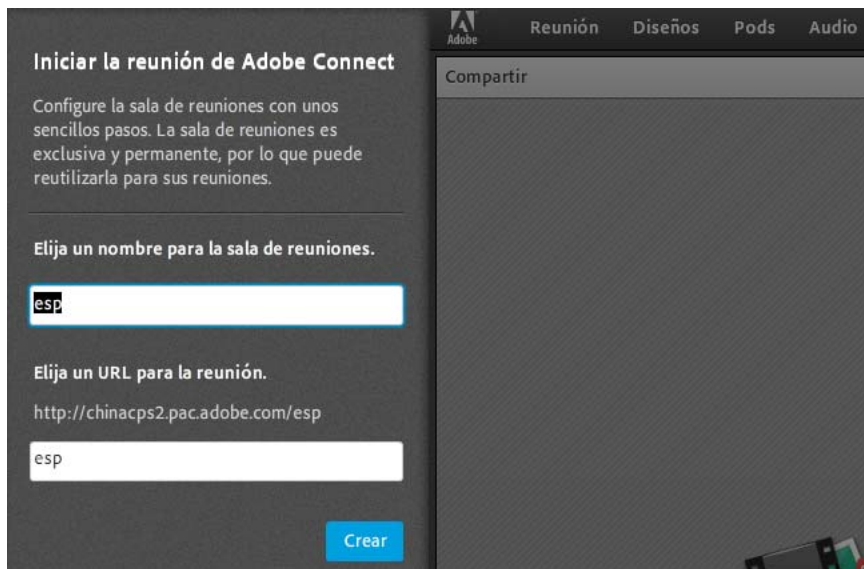 Adobe
Reunión
Diseños
Pods
Audio
Compartir
Iniciar la reunión de Adobe Connect
Configure la sala de reuniones con unos
sencillos pasos. La sala de reuniones es
exclusiva y permanente, por lo que puede
reutilizarla para sus reuniones.
Elija un nombre para la sala de reuniones.
esp
Elija un URL para la reunión.
http://chinacps2.pac.adobe.com/esp
esp
Crear